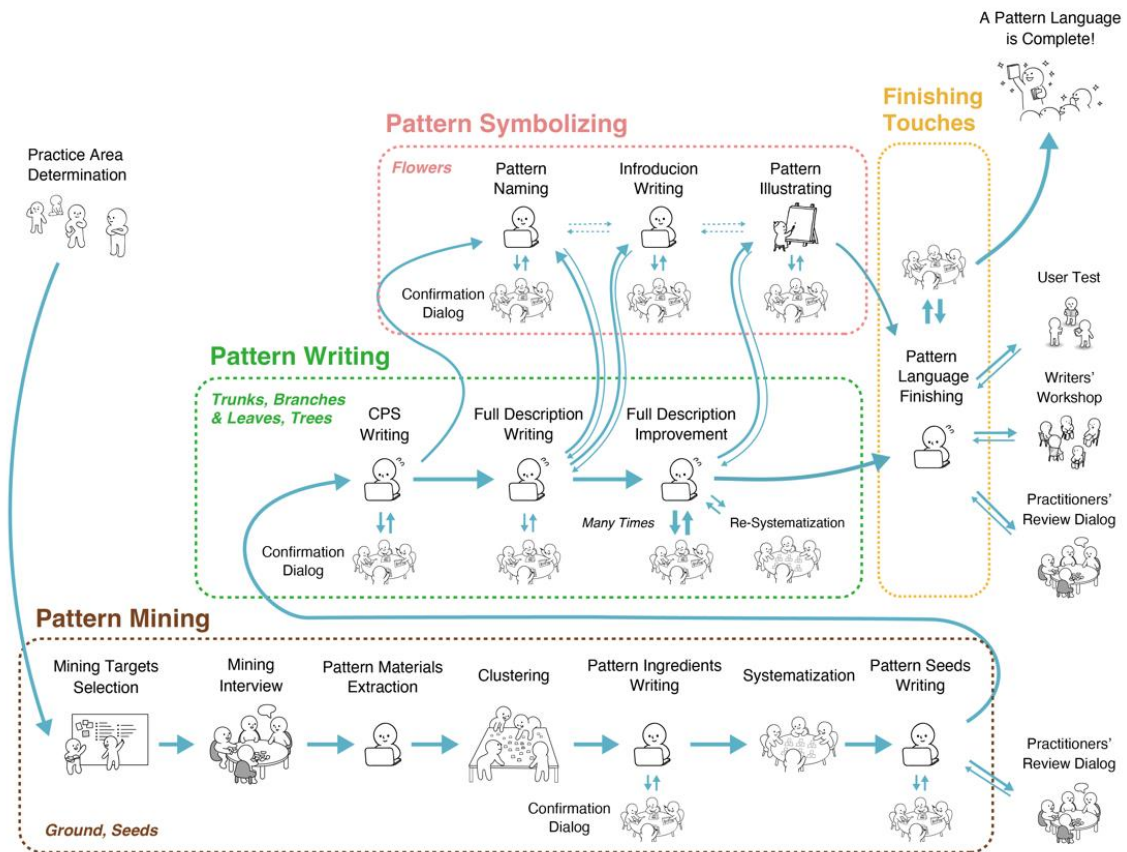 A Pattern Language
is Complete!
Finishing
Touches
Pattern Symbolizing
Practice Area
Determination
Flowers
Pattern
Naming
Infroducion
Writing
Pattern
Illustrating
Confirmation
Dialog
User Test
Pattern Writing
Pattern
Language
Finishing
Writers'
Workshop
Trunks, Branches
& Leaves, Trees
CPS
Writing
Full Description
Writing
Full Description
Improvement
Many Times
Re-Systematization
Practitioners'
Review Dialog
Confirmation
Dialog
Pattern Mining
Mining Targets
Selection
Mining
Interview
Pattern Materials
Extraction
Clustering
Pattern Ingredients
Writing
Systematization
Pattern Seeds
Writing
Practitioners'
Review Dialog
Confirmation
Dialog
Ground, Seeds